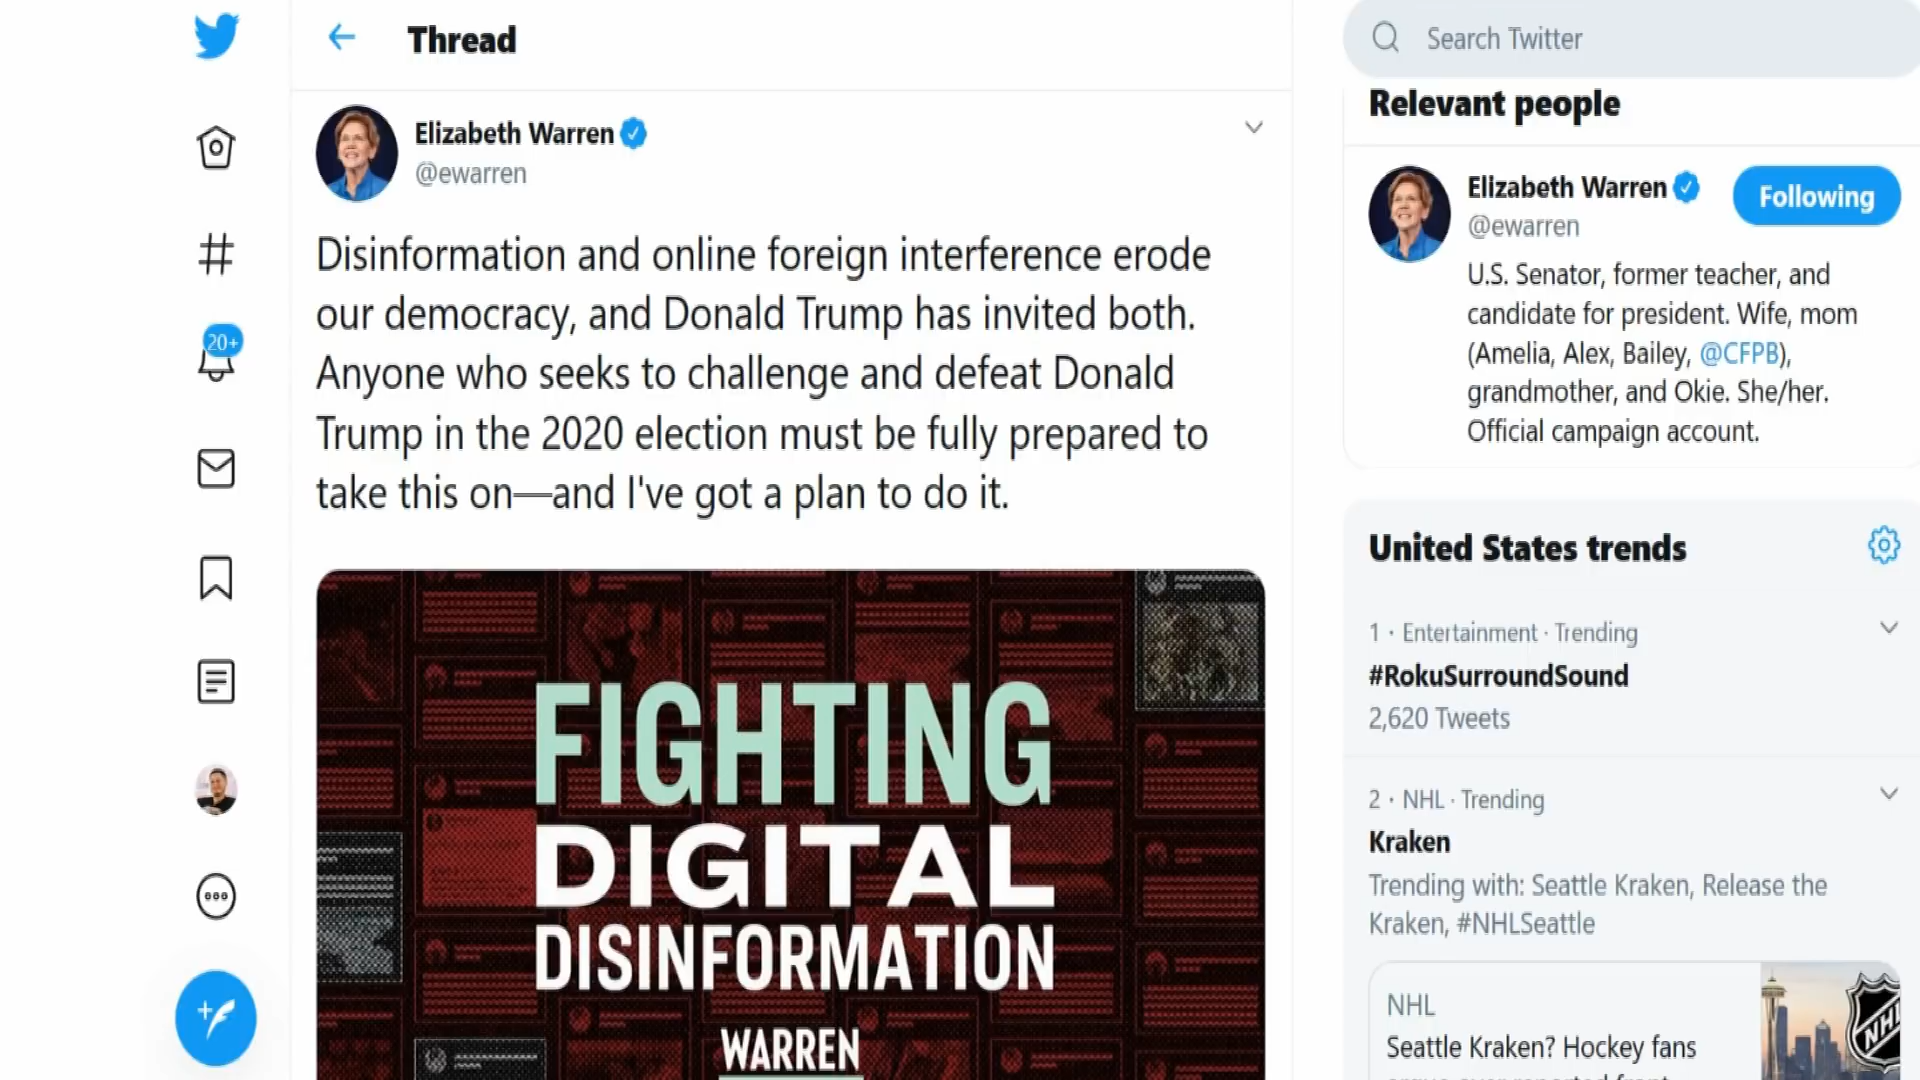 Thread
Elizabeth Warren
@ewarren
Disinformation and online foreign interference erode
our democracy, and Donald Trump has invited both.
Anyone who seeks to challenge and defeat Donald
Trump in the 2020 election must be fully prepared to
take this on—and I've got a plan to do it.
FIGHTING
DIGITAL
DISINFORMATION
WARREN
20+
Search Twitter
Relevant people
Elizabeth Warren
@ewarren
Following
U.S. Senator, former teacher, and
candidate for president. Wife, mom
(Amelia, Alex, Bailey, @CFPB),
grandmother, and Okie. She/her.
Official campaign account.
United States trends
1 · Entertainment · Trending
#RokuSurroundSound
2,620 Tweets
2 · NHL · Trending
Kraken
Trending with: Seattle Kraken, Release the
Kraken, #NHLSeattle
NHL
Seattle Kraken? Hockey fans
NHL